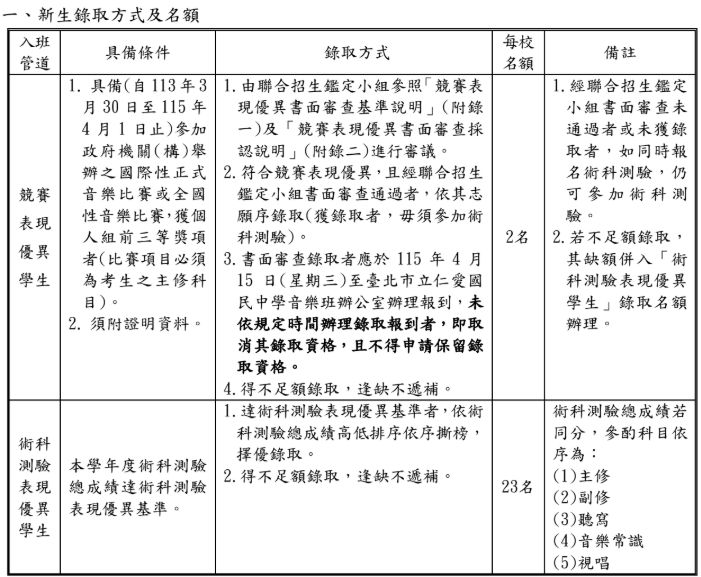 一、新生錄取方式及名額
入班
管道
具備條件
錄取方式
每校
名額
備註
競賽
表現
優異
學生
1. 具備(自 113 年 3
月 30 日至 115 年
4 月 1 日止)參加
政府機關(構)舉
辦之國際性正式
音樂比賽或全國
性音樂比賽，獲個
人組前三等獎項
者(比賽項目必須
為考生之主修科
目)。
2. 須附證明資料。
1.由聯合招生鑑定小組參照「競賽表
現優異書面審查基準說明」(附錄
一)及「競賽表現優異書面審查採
認說明」(附錄二)進行審議。
2.符合競賽表現優異，且經聯合招生
鑑定小組書面審查通過者，依其志
願序錄取(獲錄取者，毋須參加術
科測驗)。
3.書面審查錄取者應於 115 年 4 月
15 日(星期三)至臺北市立仁愛國
民中學音樂班辦公室辦理報到，未
依規定時間辦理錄取報到者，即取
消其錄取資格，且不得申請保留錄
取資格。
4.得不足額錄取，逢缺不遞補。
2名
1.經聯合招生鑑定
小組書面審查未
通過者或未獲錄
取者，如同時報
名術科測驗，仍
可參加術科測
驗。
2.若不足額錄取，
其缺額併入「術
科測驗表現優異
學生」錄取名額
辦理。
術科
測驗
表現
優異
學生
本學年度術科測驗
總成績達術科測驗
表現優異基準。
1.達術科測驗表現優異基準者，依術
科測驗總成績高低排序依序撕榜，
擇優錄取。
2.得不足額錄取，逢缺不遞補。
23名
術科測驗總成績若
同分，參酌科目依
序為：
(1)主修
(2)副修
(3)聽寫
(4)音樂常識
(5)視唱